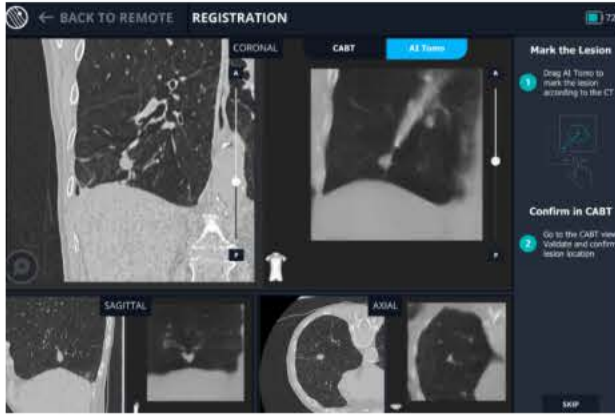 ← BACK TO REMOTE
REGISTRATION
72
CORONAL
CABT
AI Tomo
A
A
P
P
Mark the Lesion
1
Drag AI Tomo to
mark the lesion
according to the CT
Confirm in CABT
2
Go to the CABT view
Validate and confirm
lesion location
SAGITTAL
AXIAL
SKIP